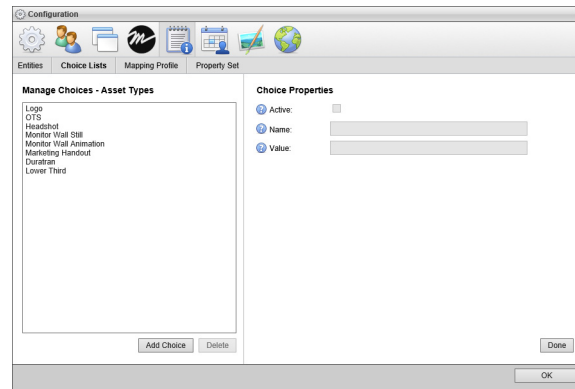 Configuration
Entities Choice Lists Mapping Profile Property Set
Manage Choices - Asset Types
Logo
OTS
Headshot
Monitor Wall Still
Monitor Wall Animation
Marketing Handout
Duratran
Lower Third
Add Choice Delete
Choice Properties
Active:
Name:
Value:
Done
OK